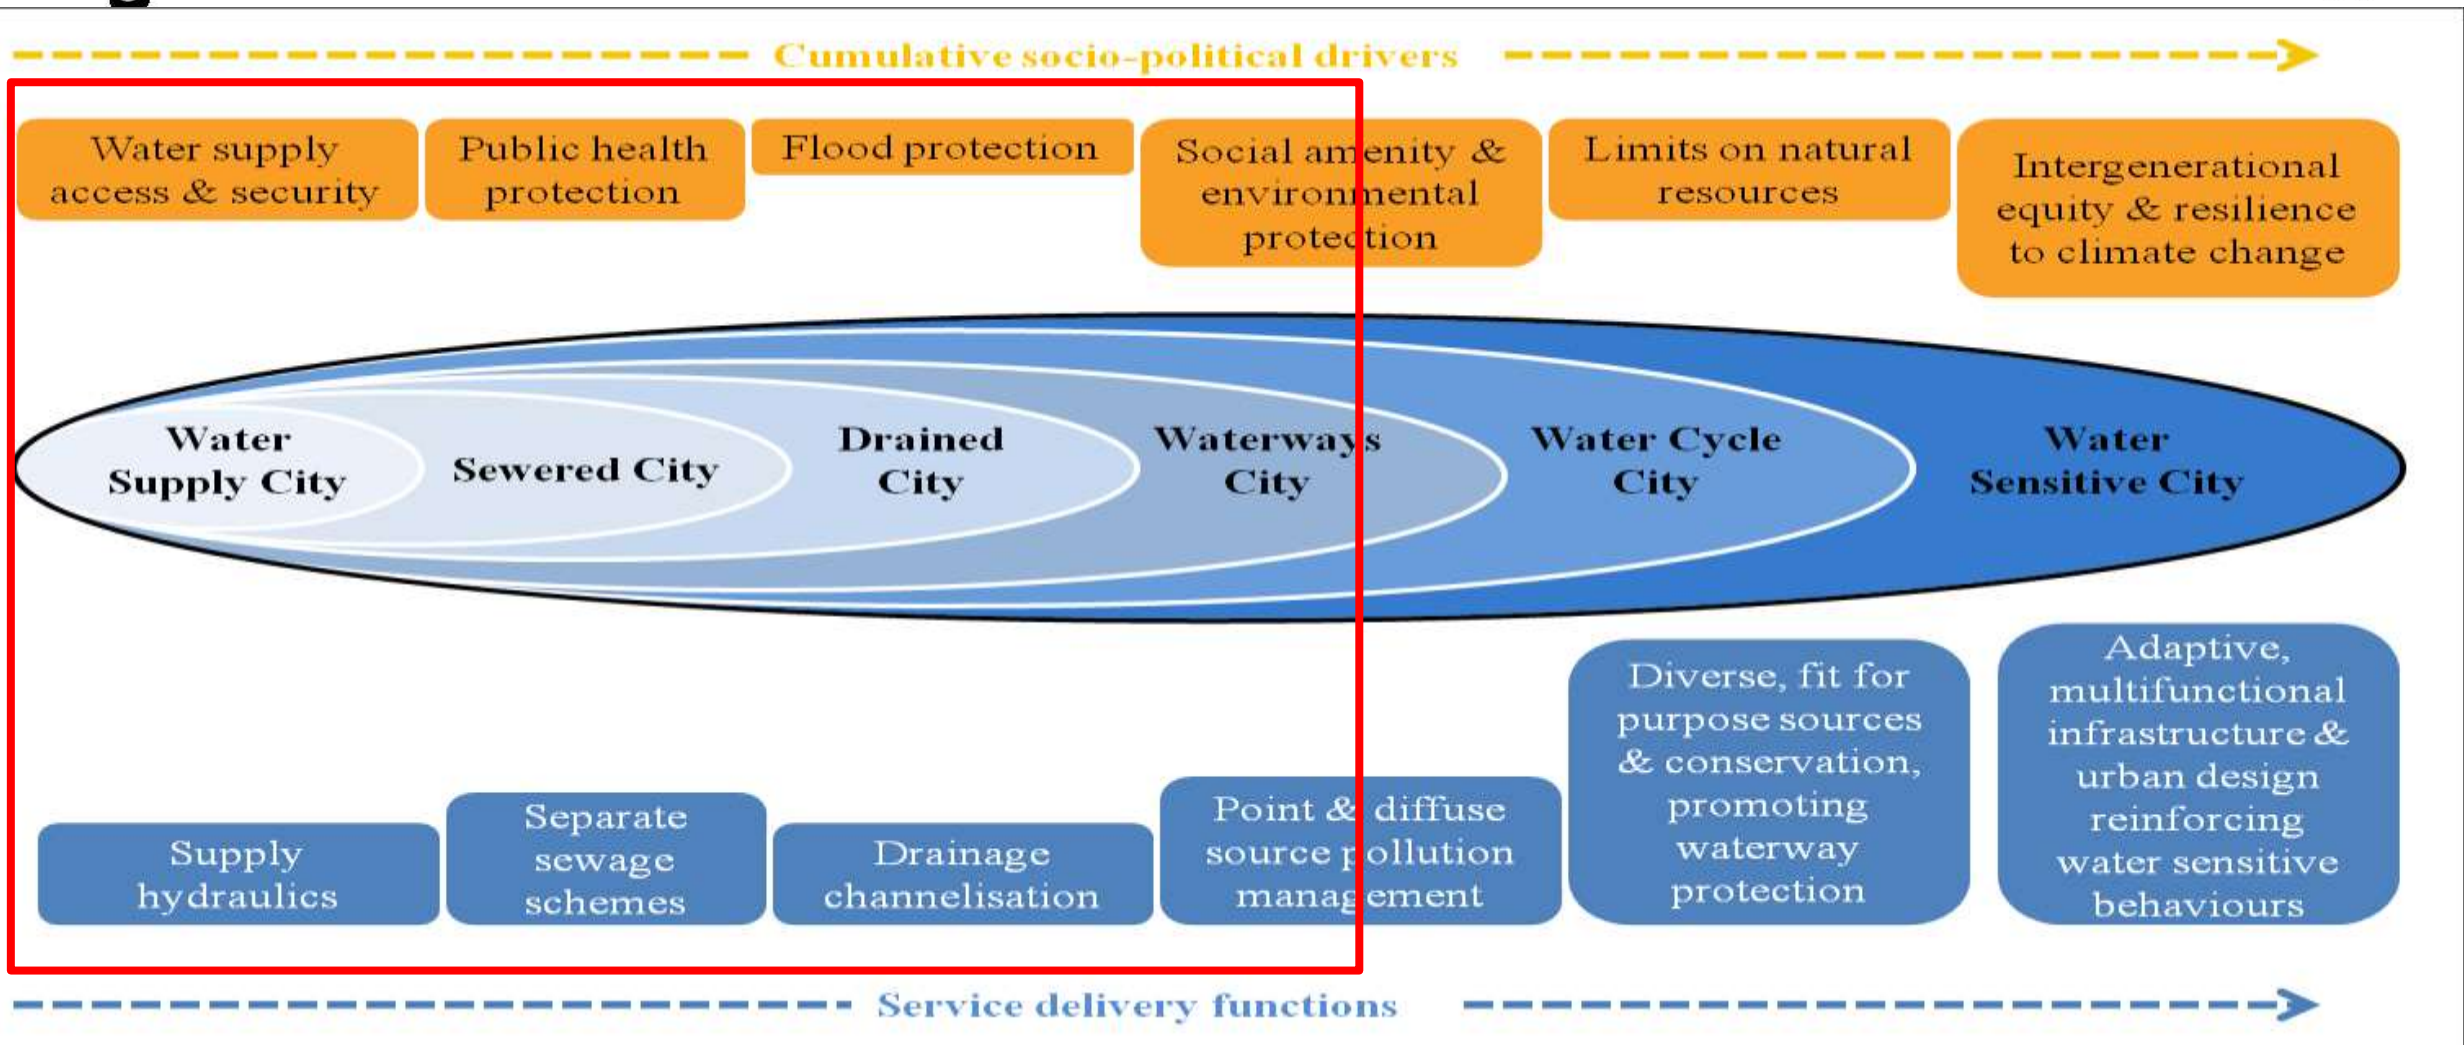 Cumulative socio-political drivers
Water supply
access & security
Public health
protection
Flood protection
Social amenity &
environmental
protection
Limits on natural
resources
Intergenerational
equity & resilience
to climate change
Water
Supply City
Sewered City
Drained
City
Waterways
City
Water Cycle
City
Water
Sensitive City
Supply
hydraulics
Separate
sewage
schemes
Drainage
channelisation
Point & diffuse
source pollution
management
Diverse, fit for
purpose sources
& conservation,
promoting
waterway
protection
Adaptive,
multifunctional
infrastructure &
urban design
reinforcing
water sensitive
behaviours
Service delivery functions